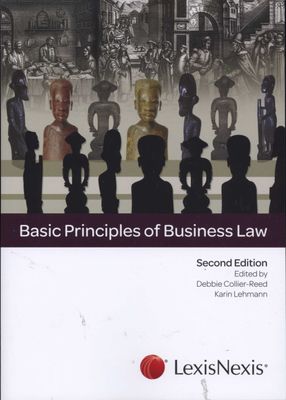 Basic Principles of Business Law
Second Edition
Edited by
Debbie Collier-Reed
Karin Lehmann
LexisNexis®